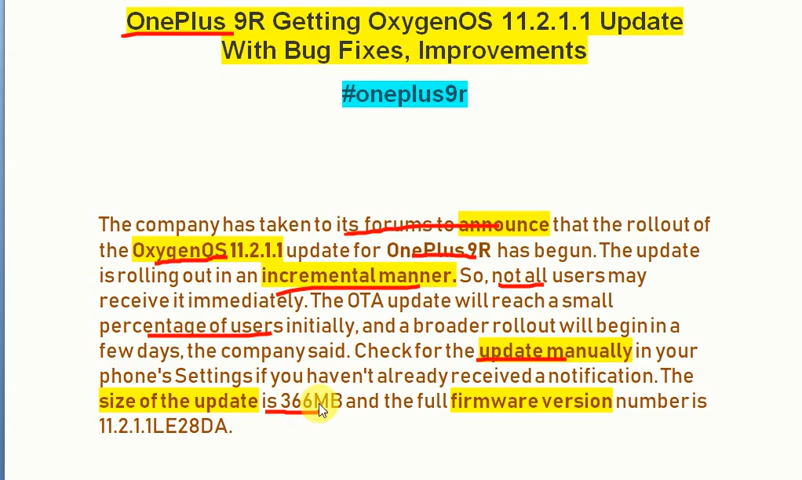 OnePlus 9R Getting OxygenOS 11.2.1.1 Update
With Bug Fixes, Improvements
#oneplus9r
The company has taken to its forums to announce that the rollout of
the OxygenOS 11.2.1.1 update for OnePlus 9R has begun. The update
is rolling out in an incremental manner. So, not all users may
receive it immediately. The OTA update will reach a small
percentage of users initially, and a broader rollout will begin in a
few days, the company said. Check for the update manually in your
phone's Settings if you haven't already received a notification. The
size of the update is 366MB and the full firmware version number is
11.2.1.1LE28DA.